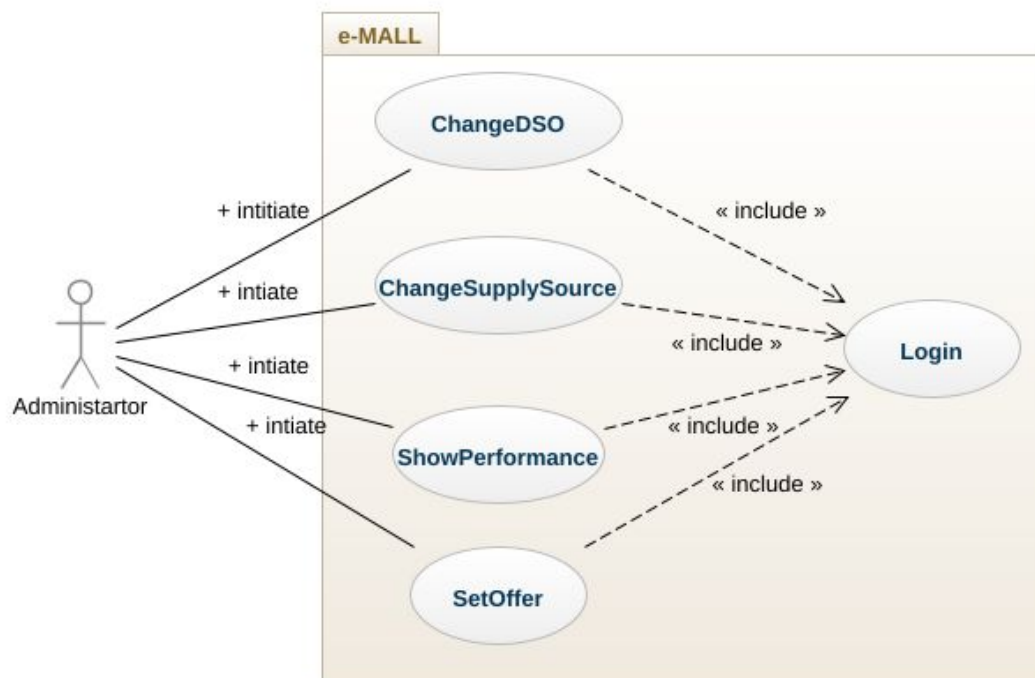 e-MALL
ChangeDSO
+ intitiate
« include »
ChangeSupplySource
+ intiate
« include »
Login
+ intiate
Administartor
« include »
+ intiate
ShowPerformance
« include »
SetOffer